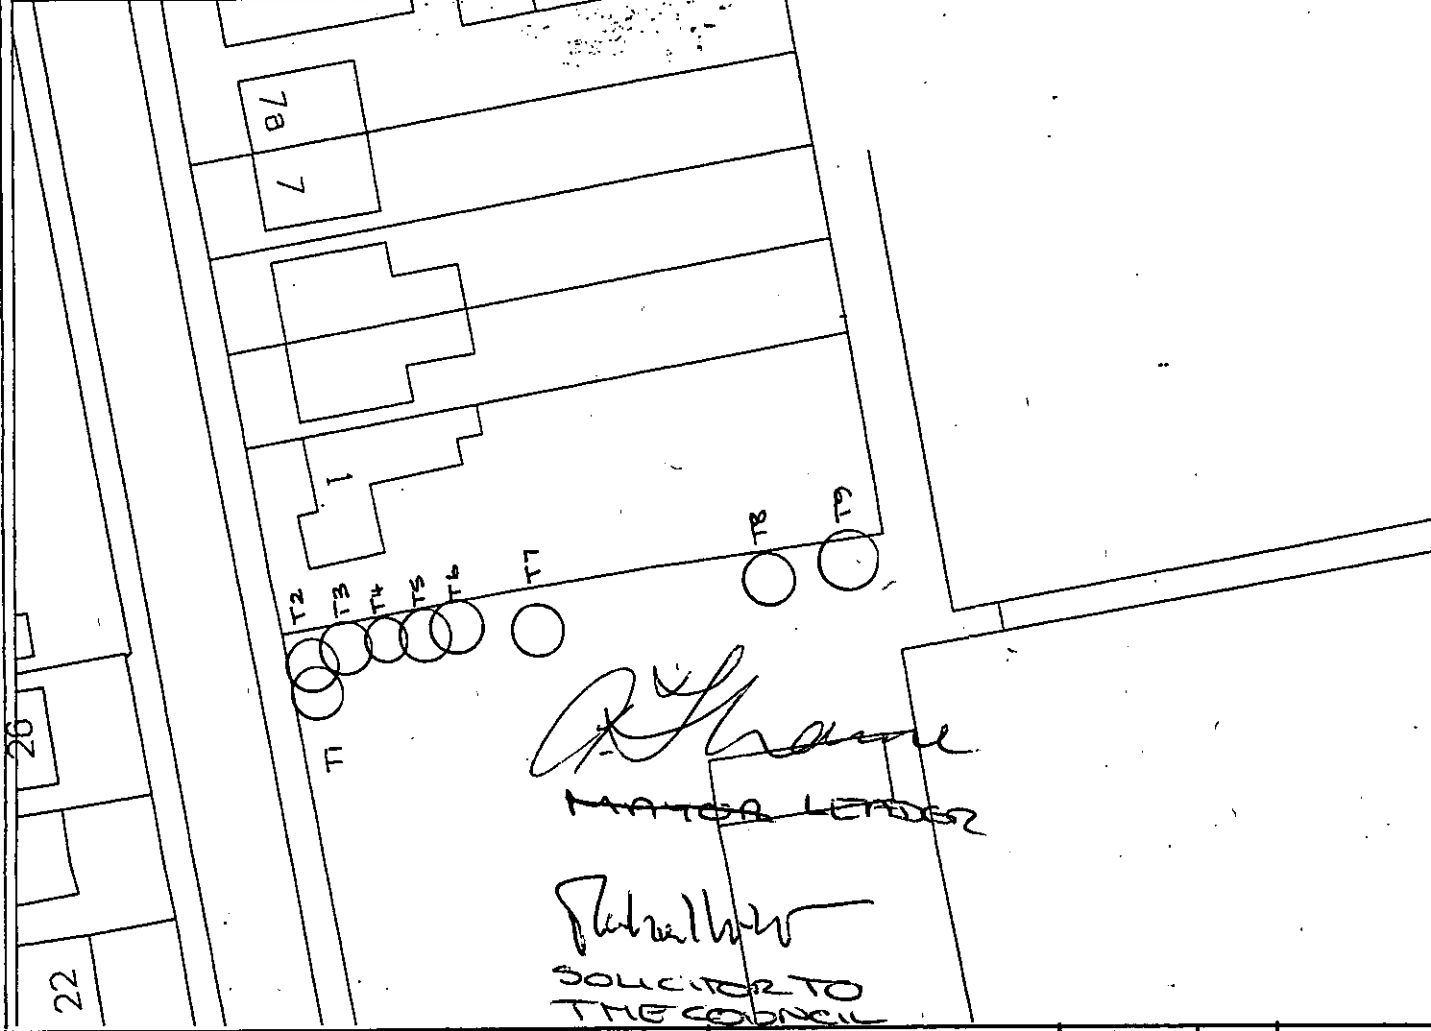 7a
7
1
T2
T3
T4
T5
T6
T7
T8
T9
T1
26
22
MAYOR LEADER
SOLICITOR TO
THE COUNCIL